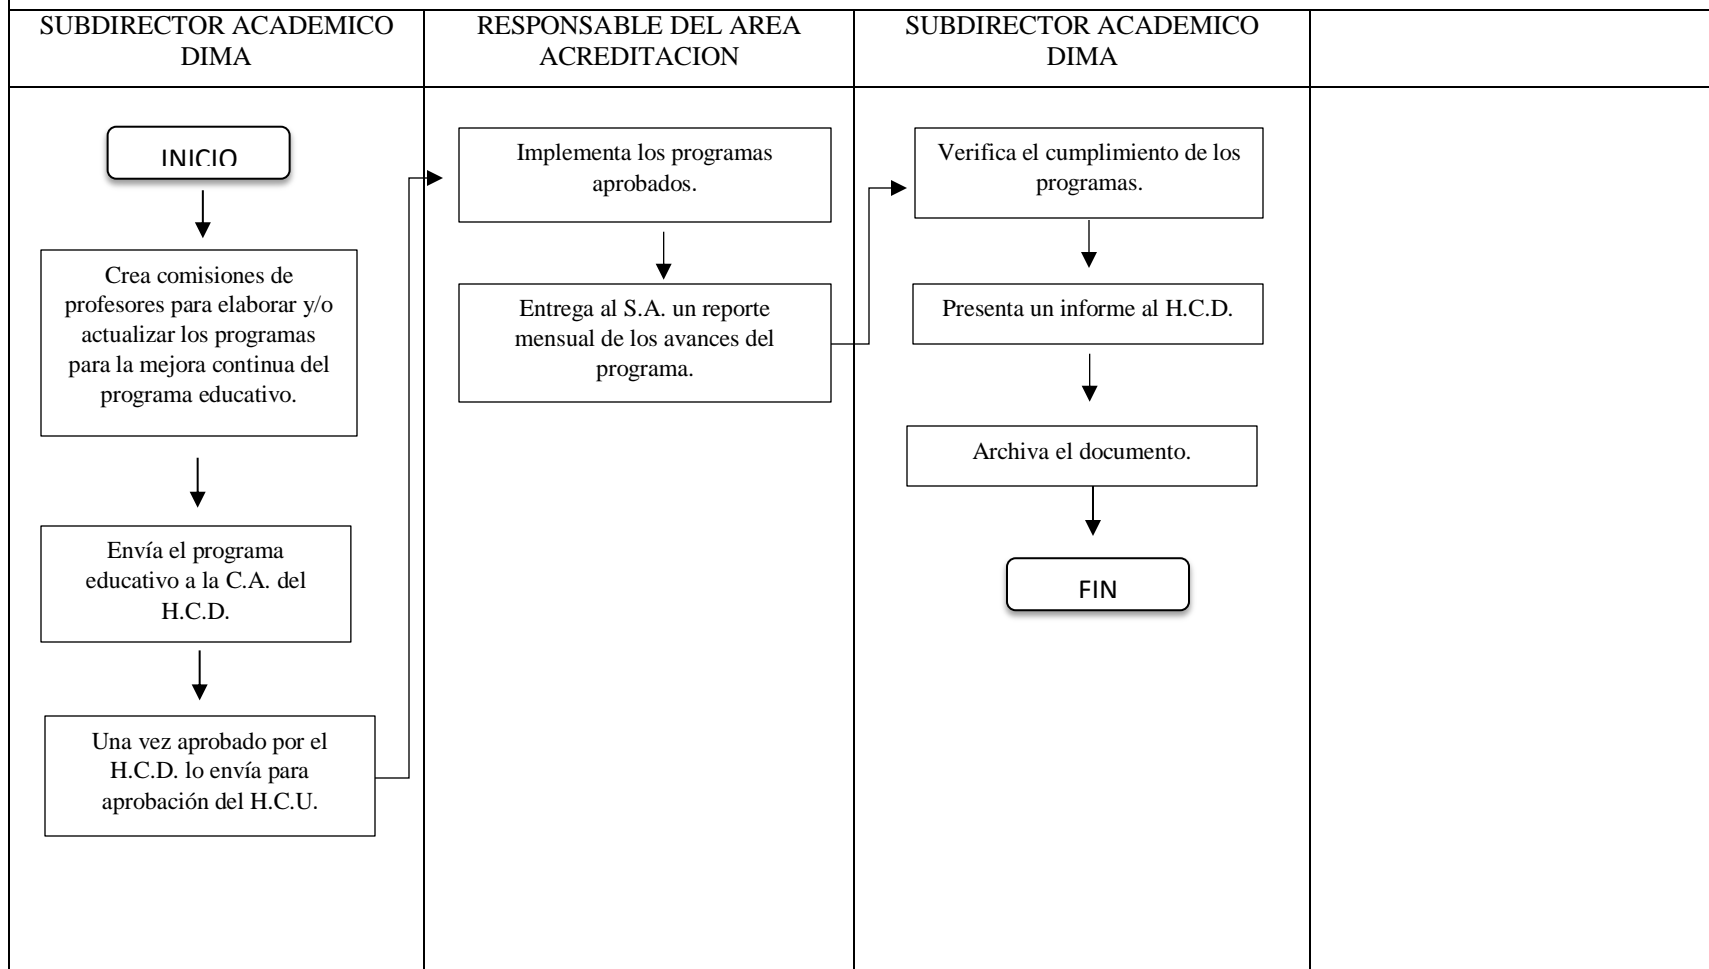 SUBDIRECTOR ACADEMICO
DIMA
RESPONSABLE DEL AREA
ACREDITACION
SUBDIRECTOR ACADEMICO
DIMA
INICIO
Crea comisiones de
profesores para elaborar y/o
actualizar los programas
para la mejora continua del
programa educativo.
Envía el programa
educativo a la C.A. del
H.C.D.
Una vez aprobado por el
H.C.D. lo envía para
aprobación del H.C.U.
Implementa los programas
aprobados.
Entrega al S.A. un reporte
mensual de los avances del
programa.
Verifica el cumplimiento de los
programas.
Presenta un informe al H.C.D.
Archiva el documento.
FIN